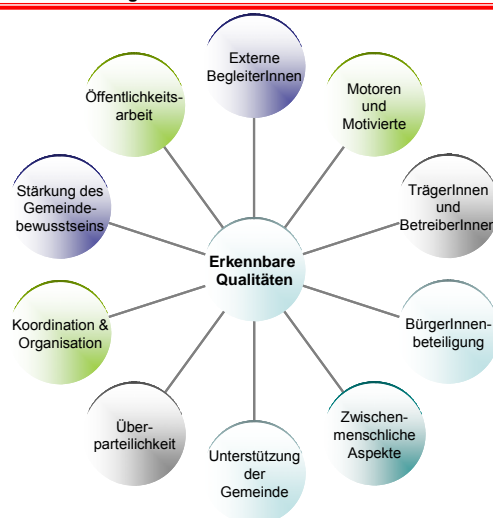 Externe
BegleiterInnen
Motoren
und
Motivierte
TrägerInnen
und
BetreiberInnen
BürgerInnen-
beteiligung
Zwischen-
menschliche
Aspekte
Unterstützung
der
Gemeinde
Über-
parteilichkeit
Koordination &
Organisation
Stärkung des
Gemeinde-
bewusstseins
Öffentlichkeits-
arbeit
Erkennbare
Qualitäten